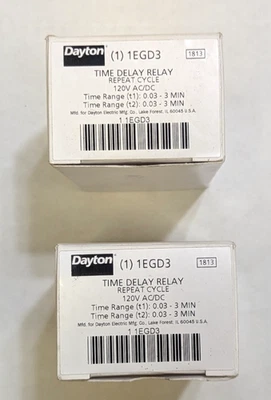 Dayton (1) 1EGD3 1813
TIME DELAY RELAY
REPEAT CYCLE
120V AC/DC
Time Range (t1): 0.03 - 3 MIN
Time Range (t2): 0.03 - 3 MIN
Mfd. for Dayton Electric Mfg. Co., Lake Forest, IL 60045 U.S.A.
1 1EGD3
Dayton (1) 1EGD3 1813
TIME DELAY RELAY
REPEAT CYCLE
120V AC/DC
Time Range (t1): 0.03 - 3 MIN
Time Range (t2): 0.03 - 3 MIN
Mfd. for Dayton Electric Mfg. Co., Lake Forest, IL 60045 U.S.A.
1 1EGD3